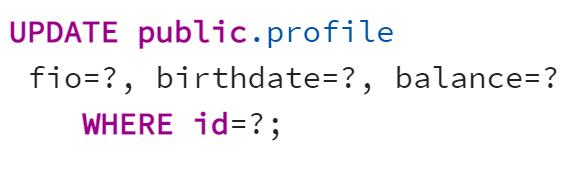 UPDATE public.profile
fio=?, birthdate=?, balance=?
WHERE id=?;